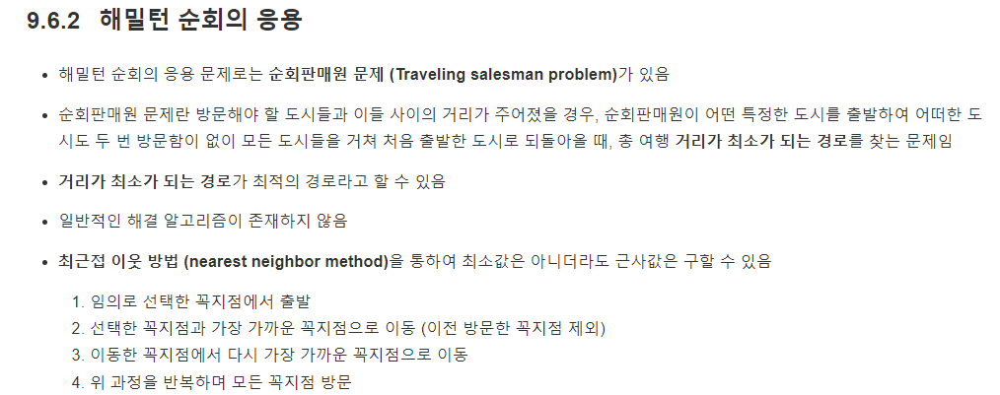 9.6.2 해밀턴 순회의 응용
• 해밀턴 순회의 응용 문제로는 순회판매원 문제 (Traveling salesman problem)가 있음
• 순회판매원 문제란 방문해야 할 도시들과 이들 사이의 거리가 주어졌을 경우, 순회판매원이 어떤 특정한 도시를 출발하여 어떠한 도
시도 두 번 방문함이 없이 모든 도시들을 거쳐 처음 출발한 도시로 되돌아올 때, 총 여행 거리가 최소가 되는 경로를 찾는 문제임
• 거리가 최소가 되는 경로가 최적의 경로라고 할 수 있음
• 일반적인 해결 알고리즘이 존재하지 않음
• 최근접 이웃 방법 (nearest neighbor method)을 통하여 최소값은 아니더라도 근사값은 구할 수 있음
1. 임의로 선택한 꼭지점에서 출발
2. 선택한 꼭지점과 가장 가까운 꼭지점으로 이동 (이전 방문한 꼭지점 제외)
3. 이동한 꼭지점에서 다시 가장 가까운 꼭지점으로 이동
4. 위 과정을 반복하며 모든 꼭지점 방문